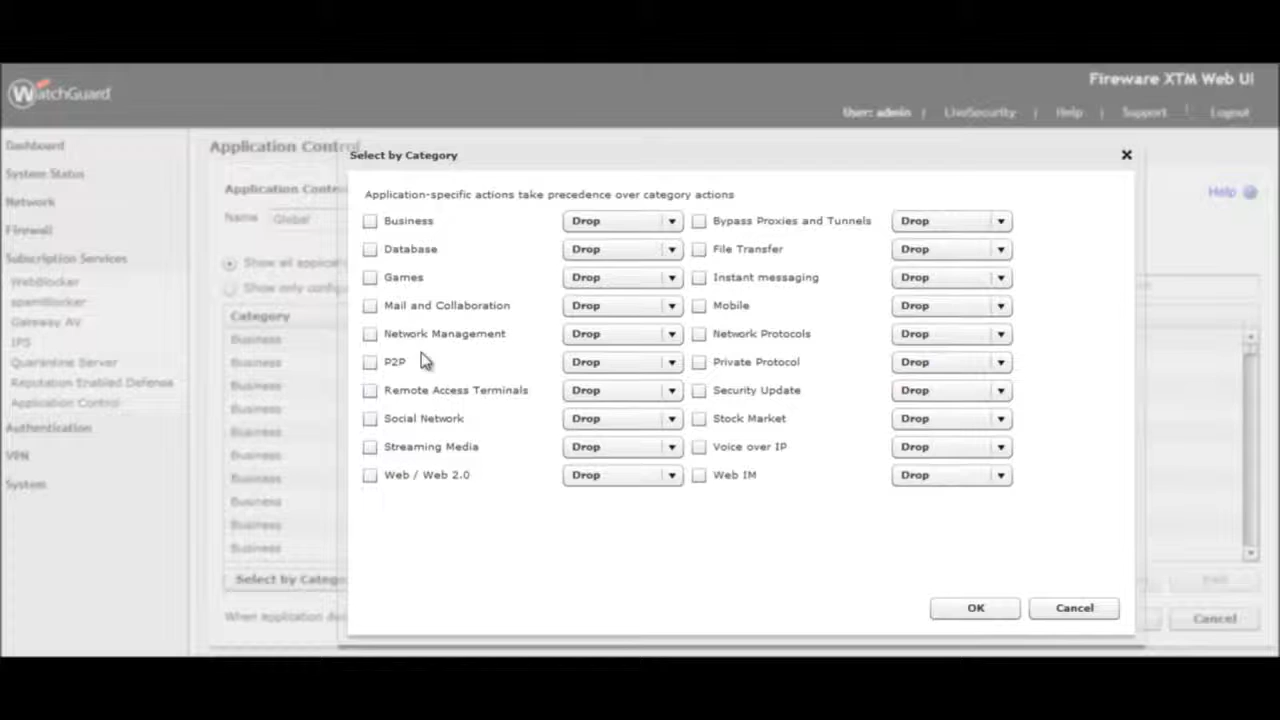 WatchGuard
Fireware XTM Web UI
User: admin | LiveSecurity | Help | Support | Logout
Dashboard
System Status
Network
Firewall
Subscription Services
WebBlocker
spamBlocker
Gateway AV
IPS
Quarantine Server
Reputation Enabled Defense
Application Control
Authentication
VPN
System
Application Control
Help
Name Global
Category
Business
Business
Business
Business
Business
Business
Business
Business
Business
Business
Cancel
Select by Category
Application-specific actions take precedence over category actions
Business Drop Bypass Proxies and Tunnels Drop
Database Drop File Transfer Drop
Games Drop Instant messaging Drop
Mail and Collaboration Drop Mobile Drop
Network Management Drop Network Protocols Drop
P2P Drop Private Protocol Drop
Remote Access Terminals Drop Security Update Drop
Social Network Drop Stock Market Drop
Streaming Media Drop Voice over IP Drop
Web / Web 2.0 Drop Web IM Drop
OK Cancel